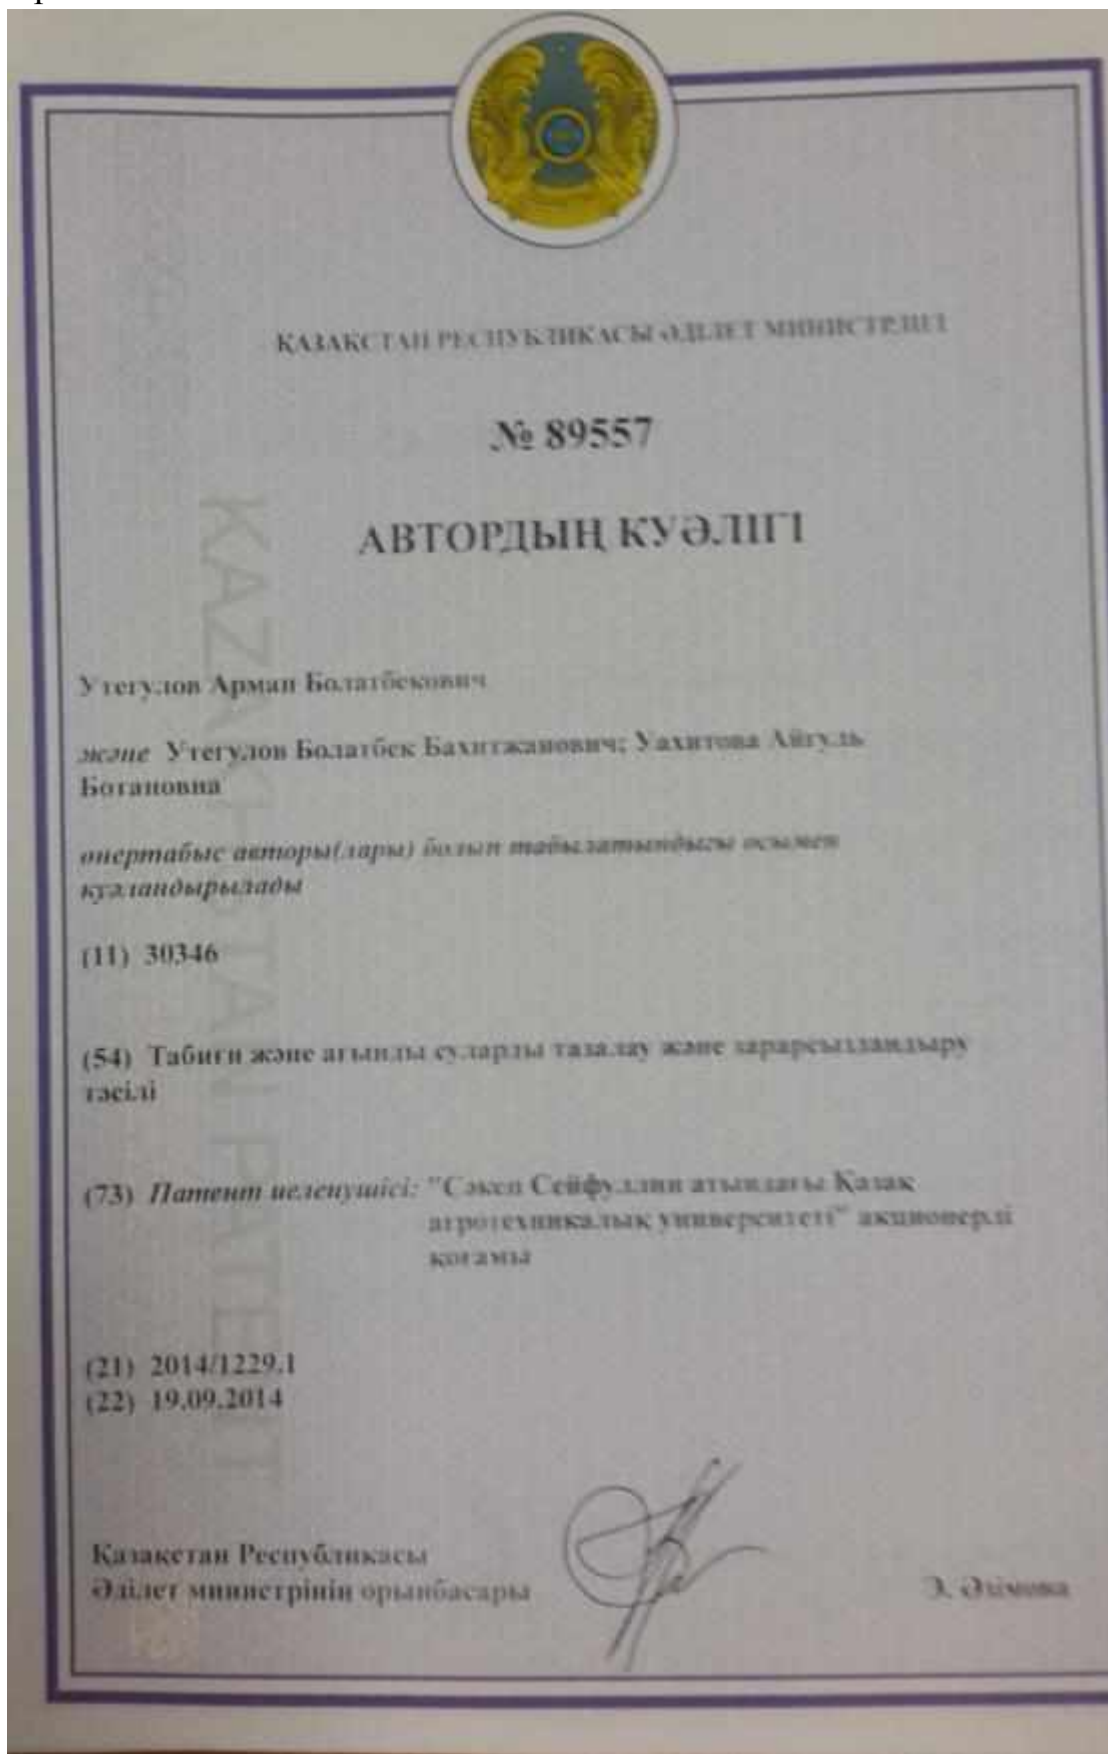 ҚАЗАҚСТАН РЕСПУБЛИКАСЫ ӘДІЛЕТ МИНИСТРЛІГІ
№ 89557
АВТОРДЫҢ КУӘЛІГІ
Утегулов Арман Болатбекович
және Утегулов Болатбек Бахитжанович; Уахитова Айгуль
Ботановна
өнертабыс авторы(лары) болып табылатындығы осымен
куәландырылады
(11) 30346
(54) Табиғи және ағынды суларды тазалау және зарарсыздандыру
тәсілі
(73) Патент иеленушісі: "Сәкен Сейфуллин атындағы Қазақ
агротехникалық университеті" акционерлі
қоғамы
(21) 2014/1229.1
(22) 19.09.2014
Қазақстан Республикасы
Әділет министрінің орынбасары
Э. Әзімова
KAZAKHSTAN PATENT